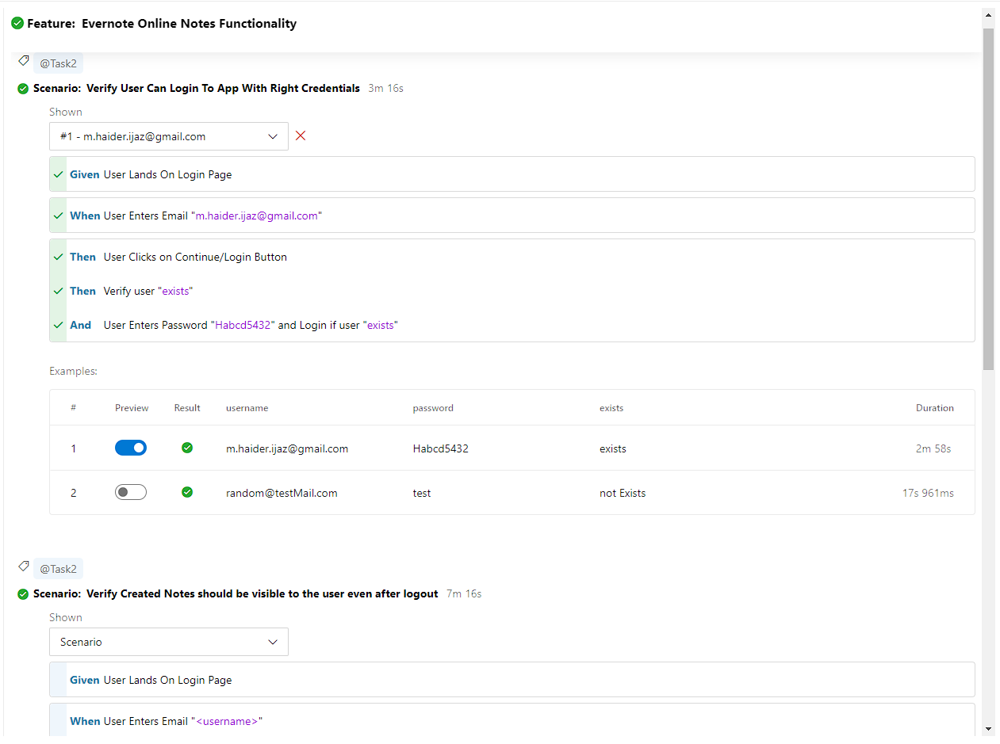 Feature: Evernote Online Notes Functionality
@Task2
Scenario: Verify User Can Login To App With Right Credentials 3m 16s
Shown
#1 - m.haider.ijaz@gmail.com
Given User Lands On Login Page
When User Enters Email "m.haider.ijaz@gmail.com"
Then User Clicks on Continue/Login Button
Then Verify user "exists"
And User Enters Password "Habcd5432" and Login if user "exists"
Examples:
# Preview Result username password exists Duration
1 m.haider.ijaz@gmail.com Habcd5432 exists 2m 58s
2 random@testMail.com test not Exists 17s 961ms
@Task2
Scenario: Verify Created Notes should be visible to the user even after logout 7m 16s
Shown
Scenario
Given User Lands On Login Page
When User Enters Email "<username>"